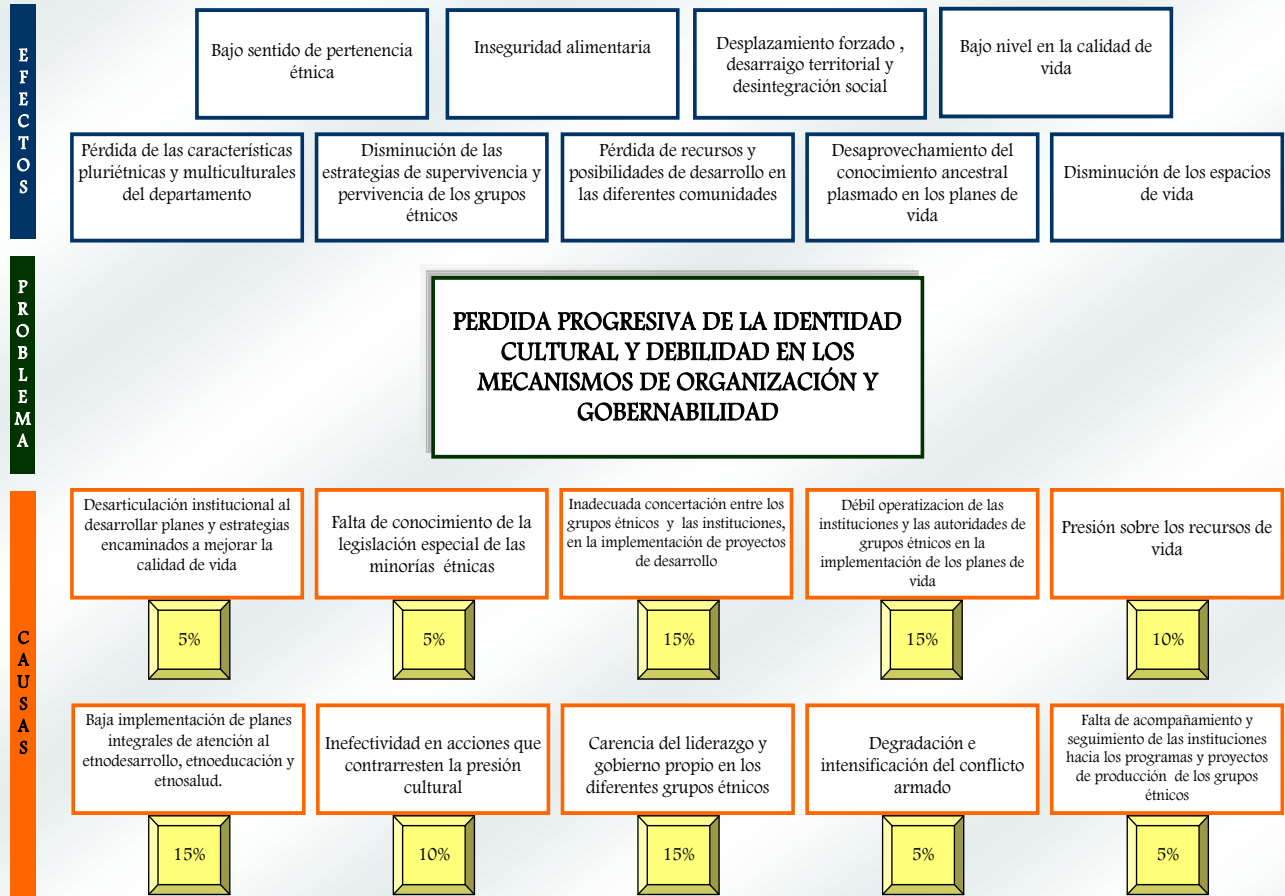 EFECTOS
Bajo sentido de pertenencia
étnica
Inseguridad alimentaria
Desplazamiento forzado ,
desarraigo territorial y
desintegración social
Bajo nivel en la calidad de
vida
Pérdida de las características
pluriétnicas y multiculturales
del departamento
Disminución de las
estrategias de supervivencia y
pervivencia de los grupos
étnicos
Pérdida de recursos y
posibilidades de desarrollo en
las diferentes comunidades
Desaprovechamiento del
conocimiento ancestral
plasmado en los planes de
vida
Disminución de los espacios
de vida
PROBLEMA
PERDIDA PROGRESIVA DE LA IDENTIDAD
CULTURAL Y DEBILIDAD EN LOS
MECANISMOS DE ORGANIZACIÓN Y
GOBERNABILIDAD
CAUSAS
Desarticulación institucional al
desarrollar planes y estrategias
encaminados a mejorar la
calidad de vida
5%
Falta de conocimiento de la
legislación especial de las
minorías étnicas
5%
Inadecuada concertación entre los
grupos étnicos y las instituciones,
en la implementación de proyectos
de desarrollo
15%
Débil operatizacion de las
instituciones y las autoridades de
grupos étnicos en la
implementación de los planes de
vida
15%
Presión sobre los recursos de
vida
10%
Baja implementación de planes
integrales de atención al
etnodesarrollo, etnoeducación y
etnosalud.
15%
Inefectividad en acciones que
contrarresten la presión
cultural
10%
Carencia del liderazgo y
gobierno propio en los
diferentes grupos étnicos
15%
Degradación e
intensificación del conflicto
armado
5%
Falta de acompañamiento y
seguimiento de las instituciones
hacia los programas y proyectos
de producción de los grupos
étnicos
5%